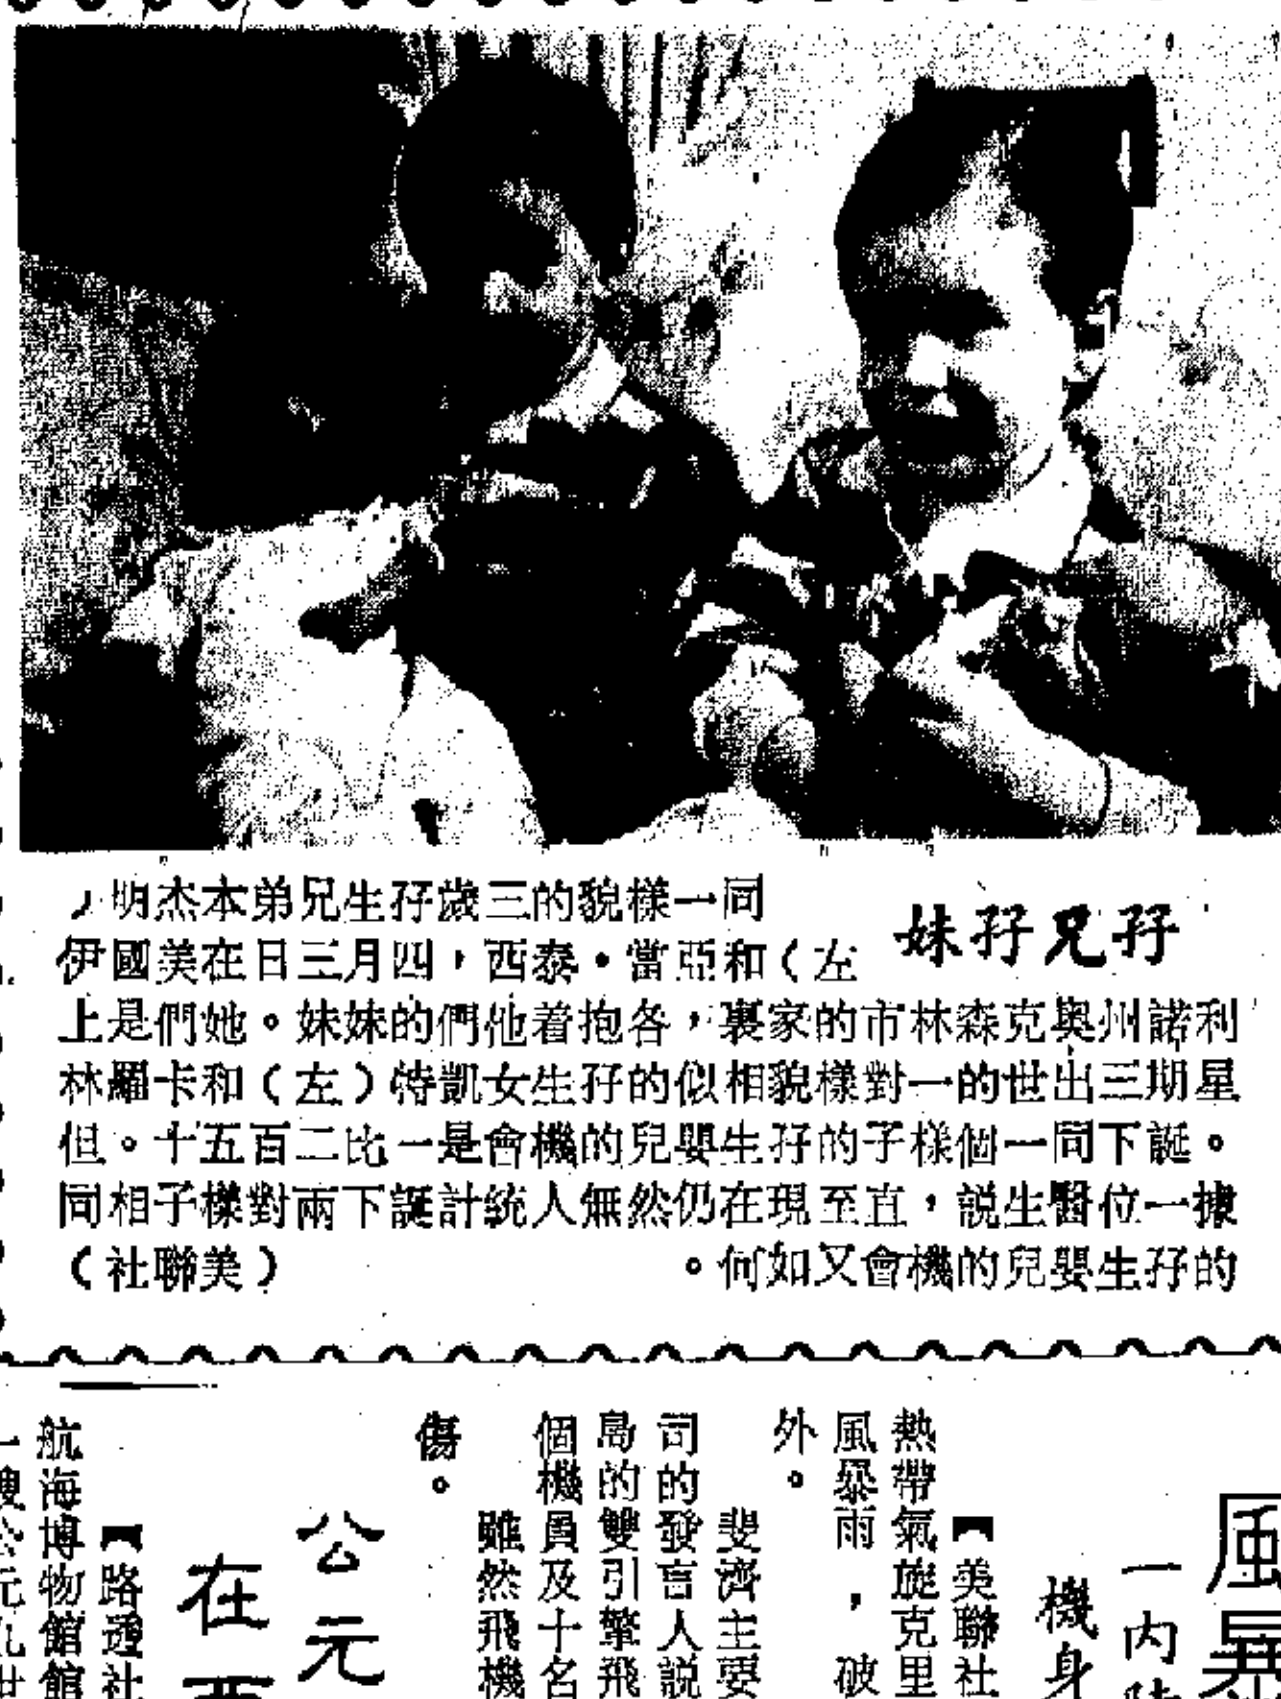 孖兄孖妹
同一樣貌的三歲孖生兄弟本杰明（
左）和亞當・泰西，四月三日在美國伊
利諾州奧克森林市的家裏，各抱着他們的妹妹。她們是上
星期三出世的一對樣貌相似的孖生女凱特（左）和卡羅林
。誕下同一個樣子的孖生嬰兒的機會是一比二百五十。但
據一位醫生説，直至現在仍然無人統計誕下兩對樣子相同
的孖生嬰兒的機會又如何。（美聯社）
風
一內
機身
【美聯社
熱帶氣旋克里
風暴雨，破
外。
斐濟主要
司的發言人説
島的雙引擎飛
個機員及十名
雖然飛機
傷。
公元
在
【路透社
航海博物館館